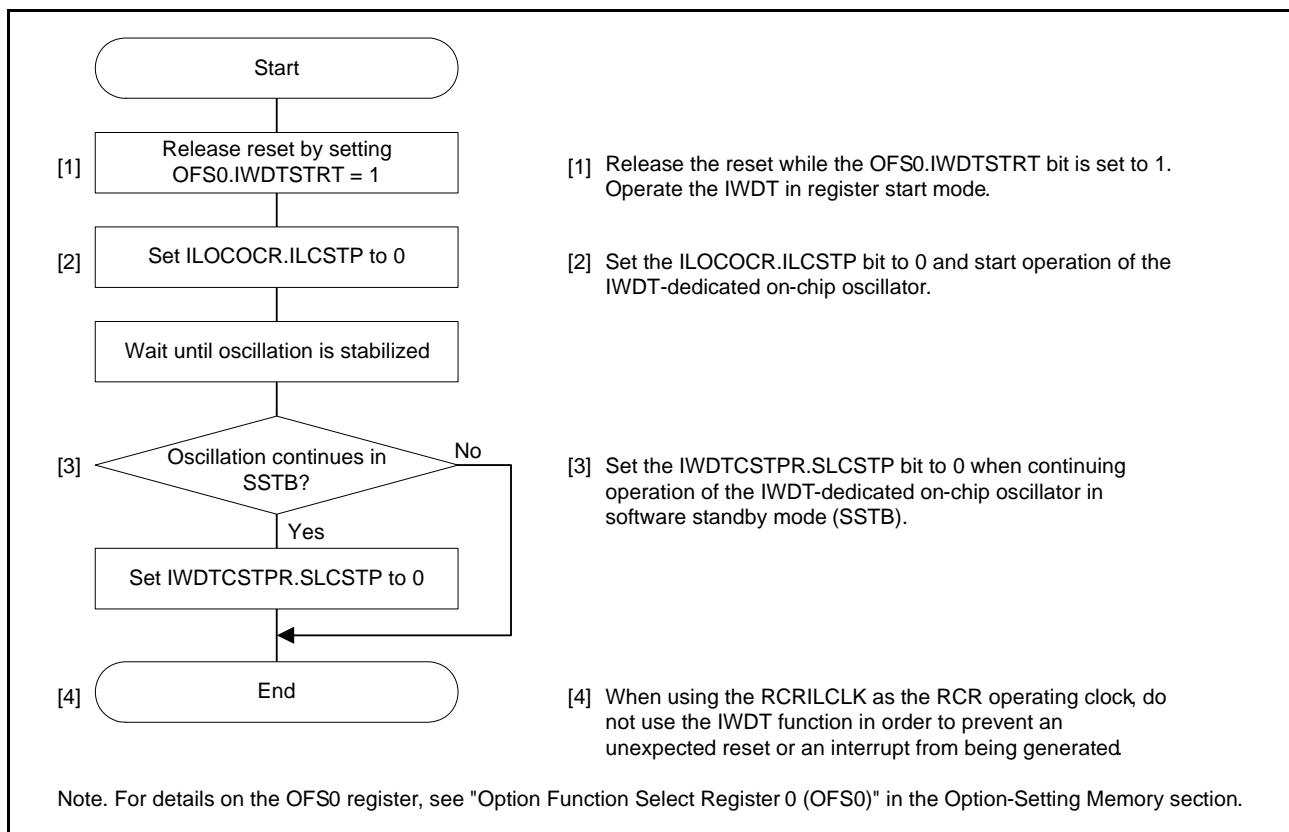 Start
[1] Release reset by setting
OFS0.IWDTSTRT = 1
[1] Release the reset while the OFS0.IWDTSTRT bit is set to 1.
Operate the IWDT in register start mode.
[2] Set ILOCOCR.ILCSTP to 0
[2] Set the ILOCOCR.ILCSTP bit to 0 and start operation of the
IWDT-dedicated on-chip oscillator.
Wait until oscillation is stabilized
[3] Oscillation continues in
SSTB?
No
Yes
[3] Set the IWDTCSTPR.SLCSTP bit to 0 when continuing
operation of the IWDT-dedicated on-chip oscillator in
software standby mode (SSTB).
Set IWDTCSTPR.SLCSTP to 0
[4] End
[4] When using the RCRILCLK as the RCR operating clock, do
not use the IWDT function in order to prevent an
unexpected reset or an interrupt from being generated.
Note. For details on the OFS0 register, see "Option Function Select Register 0 (OFS0)" in the Option-Setting Memory section.